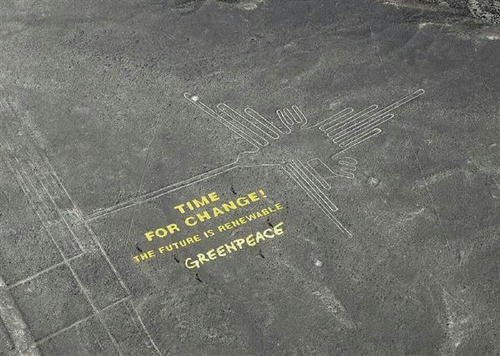 TIME
FOR CHANGE!
THE FUTURE IS RENEWABLE
GREENPEACE